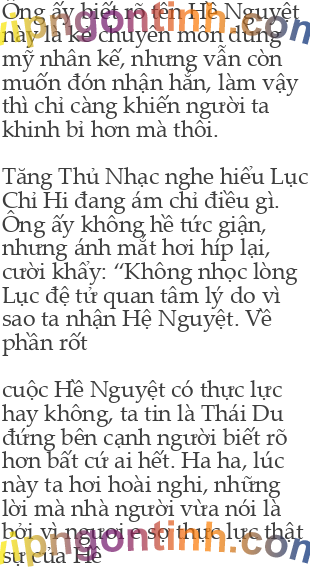 Ông ấy biết rõ tên Hề Nguyệt
này là kẻ chuyên môn dùng
mỹ nhân kế, nhưng vẫn còn
muốn đón nhận hắn, làm vậy
thì chỉ càng khiến người ta
khinh bỉ hơn mà thôi.

Tăng Thủ Nhạc nghe hiểu Lục
Chỉ Hi đang ám chỉ điều gì.
Ông ấy không hề tức giận,
nhưng ánh mắt hơi híp lại,
cười khẩy: “Không nhọc lòng
Lục đệ tử quan tâm lý do vì
sao ta nhận Hệ Nguyệt. Về
phần rốt

cuộc Hề Nguyệt có thực lực
hay không, ta tin là Thái Du
đứng bên cạnh người biết rõ
hơn bất cứ ai hết. Ha ha, lúc
này ta hơi hoài nghi, những
lời mà nhà người vừa nói là
bởi vì ngươi e sợ thực lực thật
sự của Hề